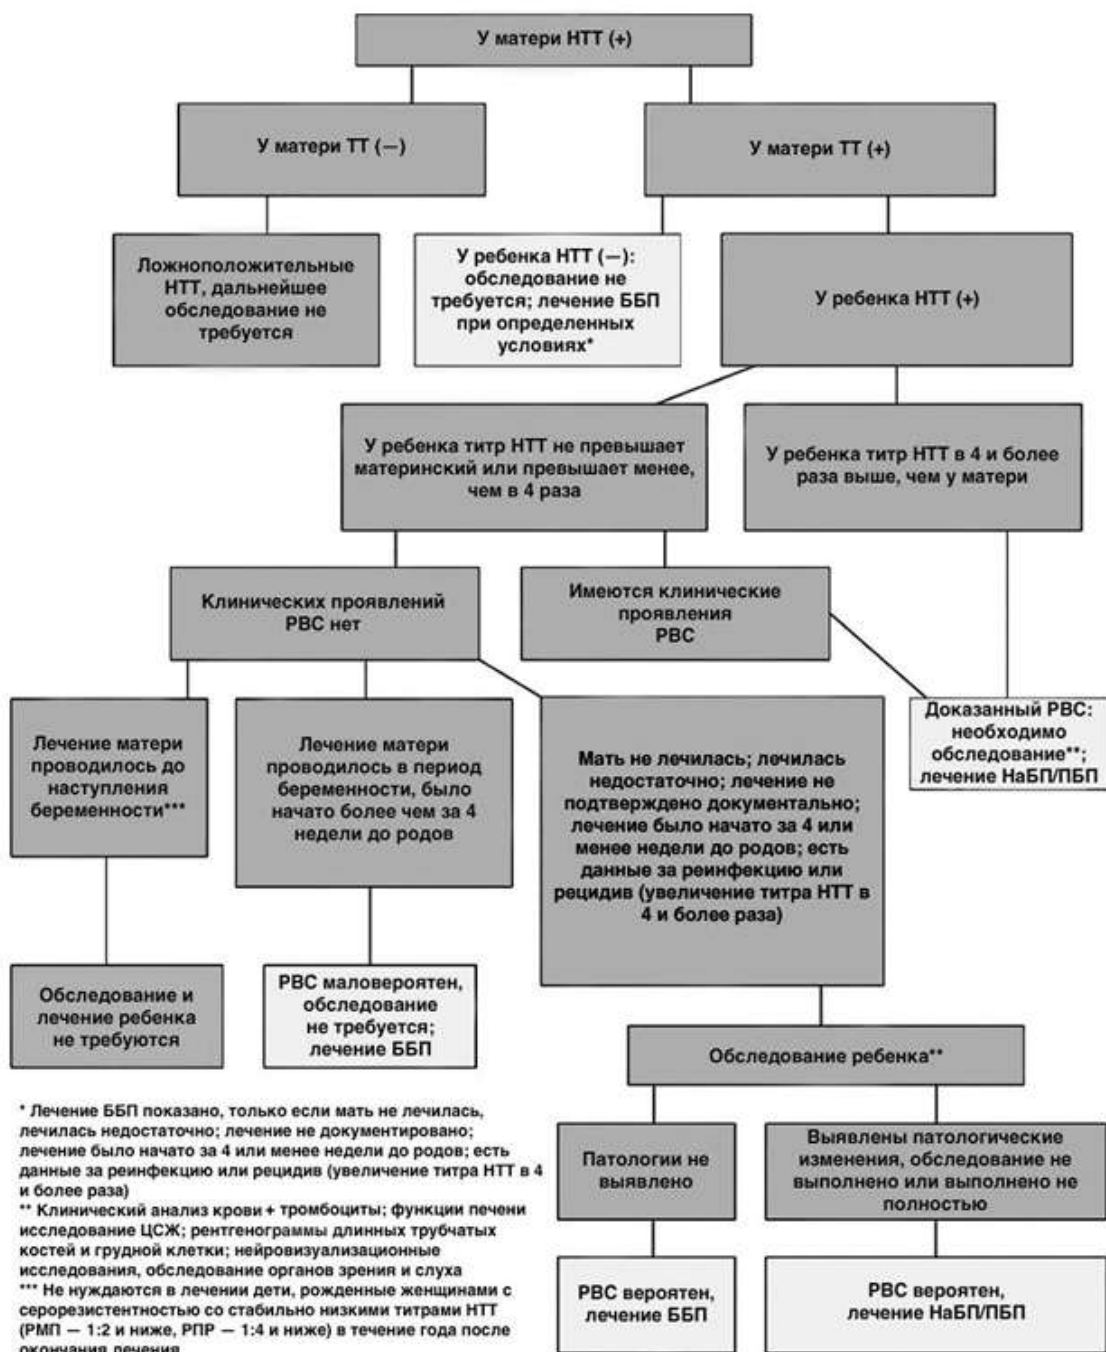 У матери НТТ (+)
У матери ТТ (—)
У матери ТТ (+)
Ложноположительные
НТТ, дальнейшее
обследование не
требуется
У ребенка НТТ (—):
обследование не
требуется; лечение ББП
при определенных
условиях*
У ребенка НТТ (+)
У ребенка титр НТТ не превышает
материнский или превышает менее,
чем в 4 раза
У ребенка титр НТТ в 4 и более
раза выше, чем у матери
Клинических проявлений
РВС нет
Имеются клинические
проявления
РВС
Лечение матери
проводилось до
наступления
беременности***
Лечение матери
проводилось в период
беременности, было
начато более чем за 4
недели до родов
Мать не лечилась; лечилась
недостаточно; лечение не
подтверждено документально;
лечение было начато за 4 или
менее недели до родов; есть
данные за реинфекцию или
рецидив (увеличение титра НТТ в
4 и более раза)
Доказанный РВС:
необходимо
обследование**;
лечение НаБП/ПБП
Обследование и
лечение ребенка
не требуются
РВС маловероятен,
обследование
не требуется;
лечение ББП
Обследование ребенка**
Патологии не
выявлено
Выявлены патологические
изменения, обследование не
выполнено или выполнено не
полностью
РВС вероятен,
лечение ББП
РВС вероятен,
лечение НаБП/ПБП
* Лечение ББП показано, только если мать не лечилась,
лечилась недостаточно; лечение не документировано;
лечение было начато за 4 или менее недели до родов; есть
данные за реинфекцию или рецидив (увеличение титра НТТ в 4
и более раза)
** Клинический анализ крови + тромбоциты; функции печени
исследование ЦСЖ; рентгенограммы длинных трубчатых
костей и грудной клетки; нейровизуализационные
исследования, обследование органов зрения и слуха
*** Не нуждаются в лечении дети, рожденные женщинами с
серорезистентностью со стабильно низкими титрами НТТ
(РМП — 1:2 и ниже, РПР — 1:4 и ниже) в течение года после
окончания лечения